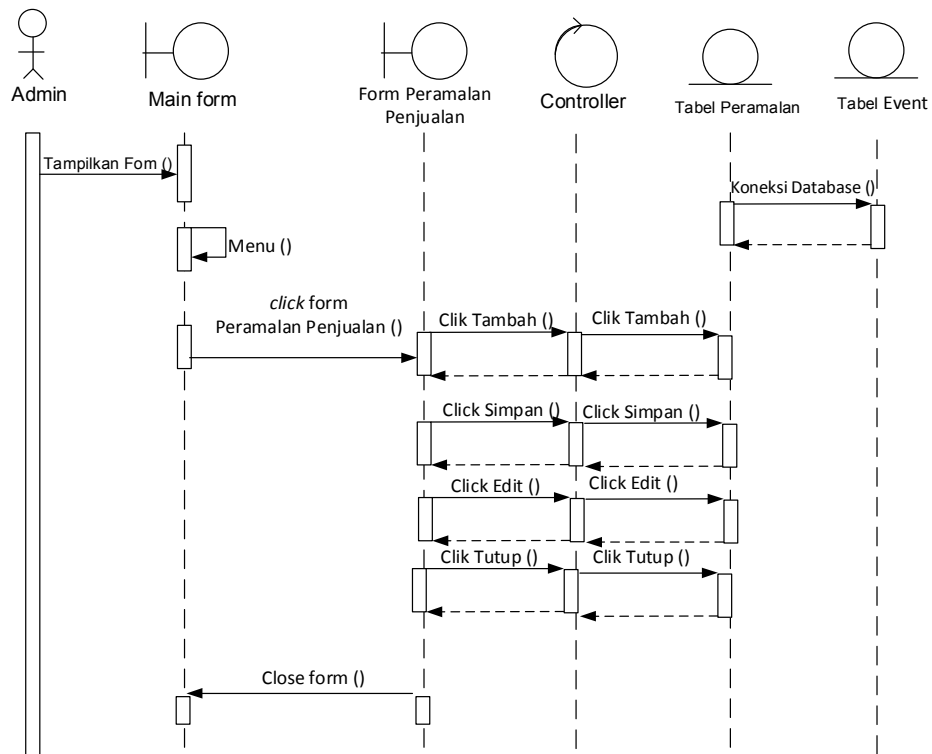 Admin
Main form
Form Peramalan
Penjualan
Controller
Tabel Peramalan
Tabel Event
Tampilkan Fom ()
Koneksi Database ()
Menu ()
click form
Peramalan Penjualan ()
Clik Tambah ()
Clik Tambah ()
Click Simpan ()
Click Simpan ()
Click Edit ()
Click Edit ()
Clik Tutup ()
Clik Tutup ()
Close form ()